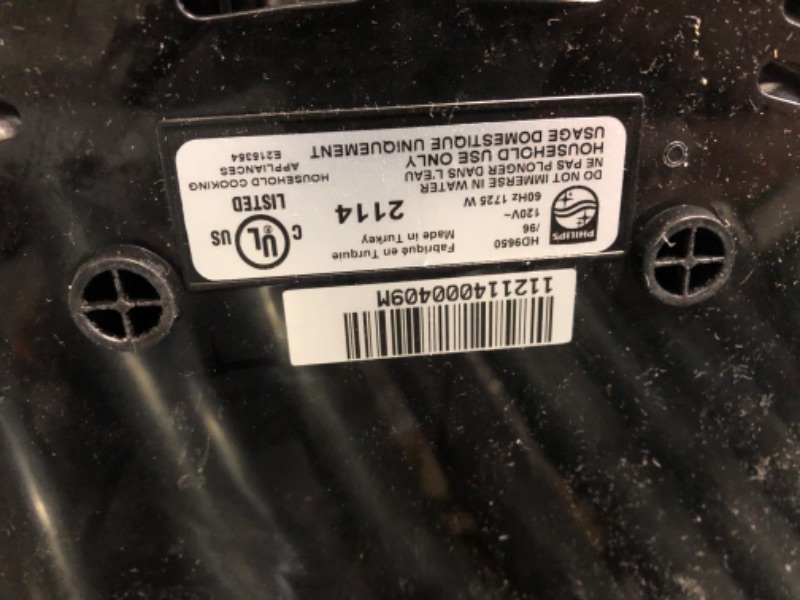 PHILIPS
HD9650
/96
120V~
60Hz 1725 W
DO NOT IMMERSE IN WATER
NE PAS PLONGER DANS L'EAU
HOUSEHOLD USE ONLY
USAGE DOMESTIQUE UNIQUEMENT
Fabriqué en Turquie
Made in Turkey
2114
C UL® US
LISTED
HOUSEHOLD COOKING
APPLIANCES
E216364
1121140000409M